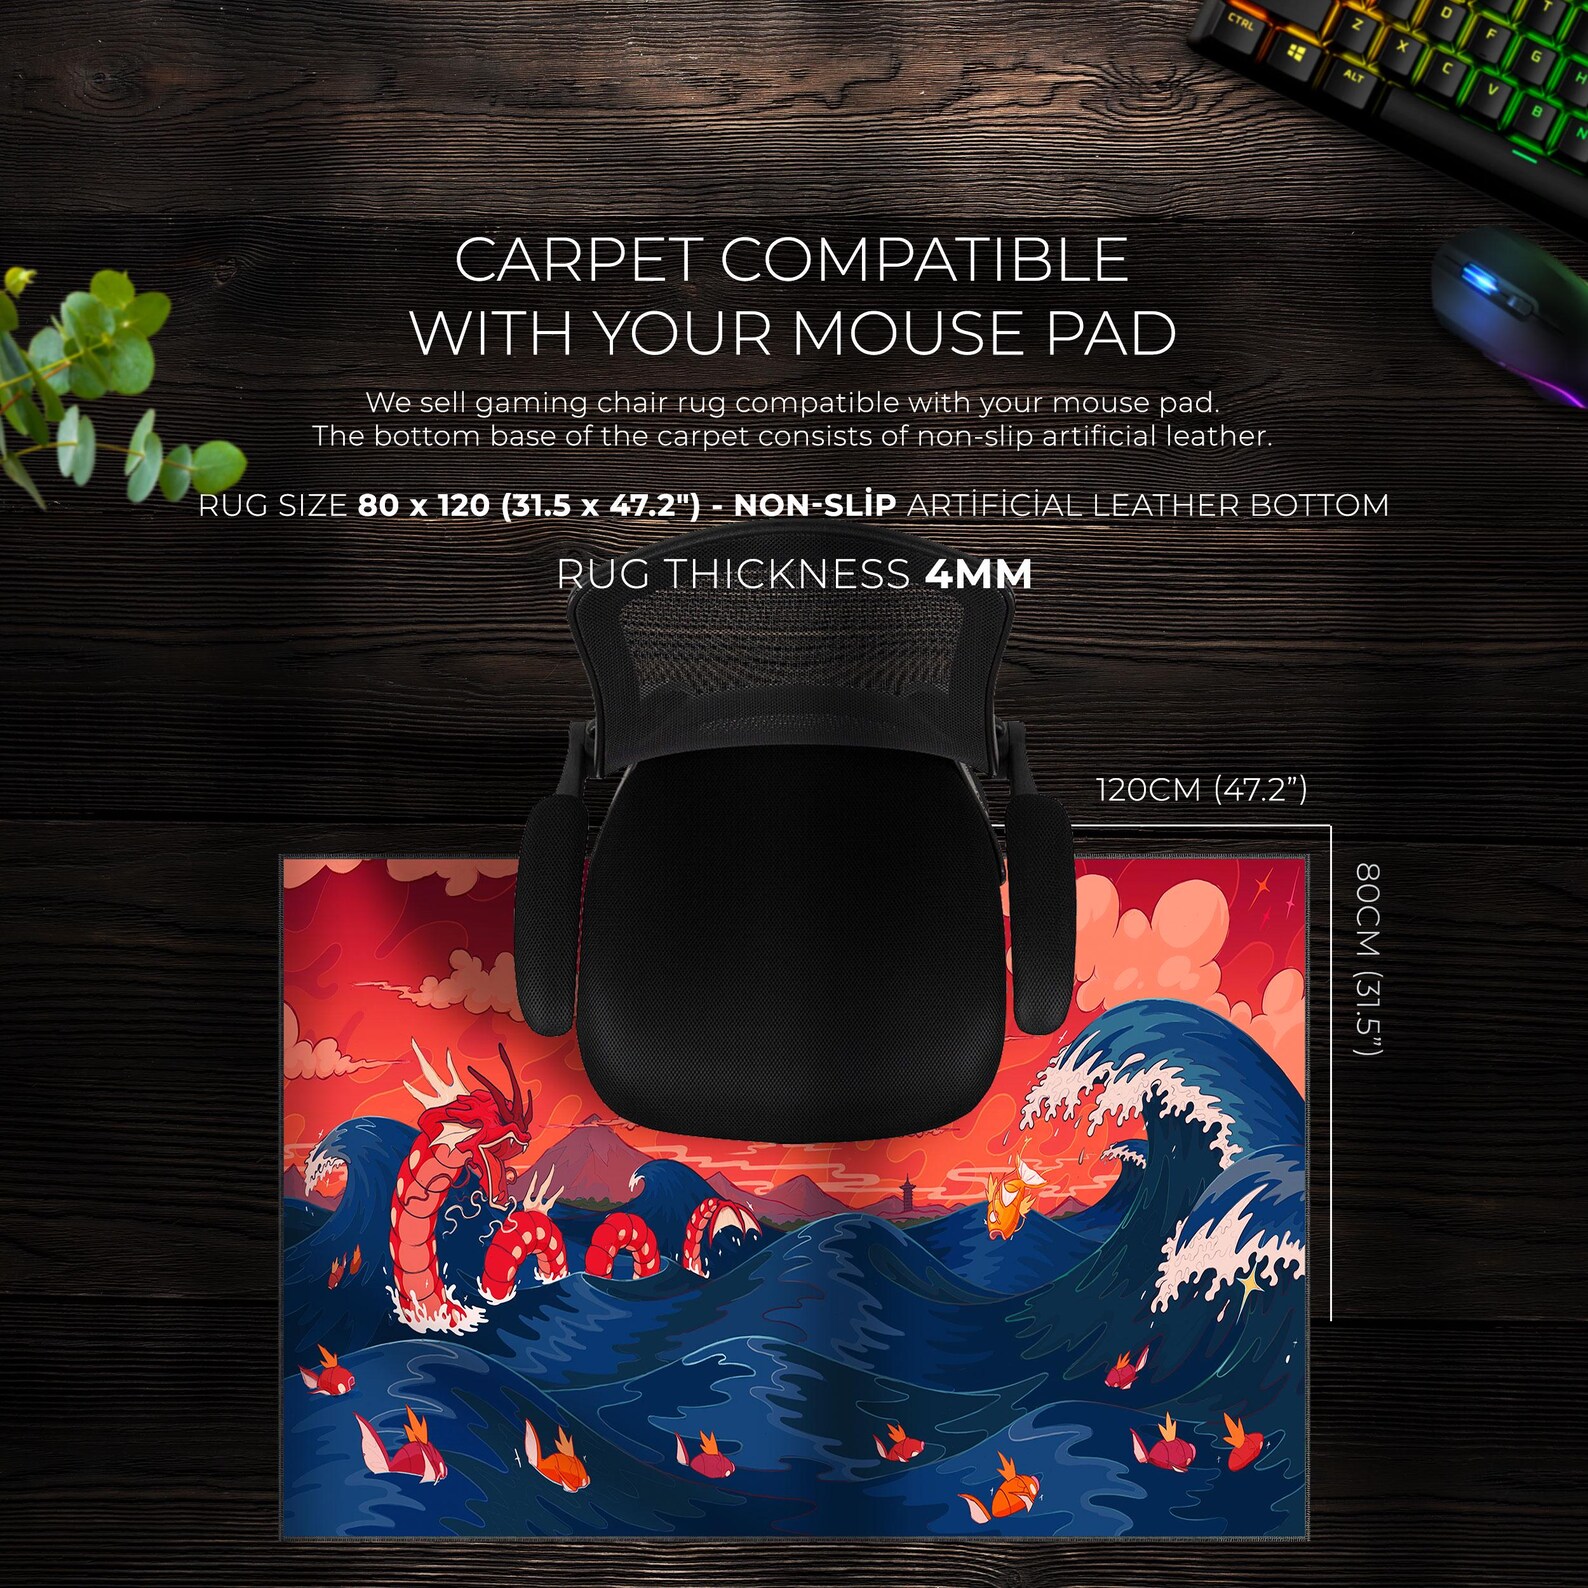 CTRL
ALT
Z
X
C
V
B
N
D
F
G
H
T
CARPET COMPATIBLE
WITH YOUR MOUSE PAD
We sell gaming chair rug compatible with your mouse pad.
The bottom base of the carpet consists of non-slip artificial leather.
RUG SIZE 80 x 120 (31.5 x 47.2") - NON-SLİP ARTİFİCİAL LEATHER BOTTOM
RUG THICKNESS 4MM
120CM (47.2”)
80CM (31.5”)